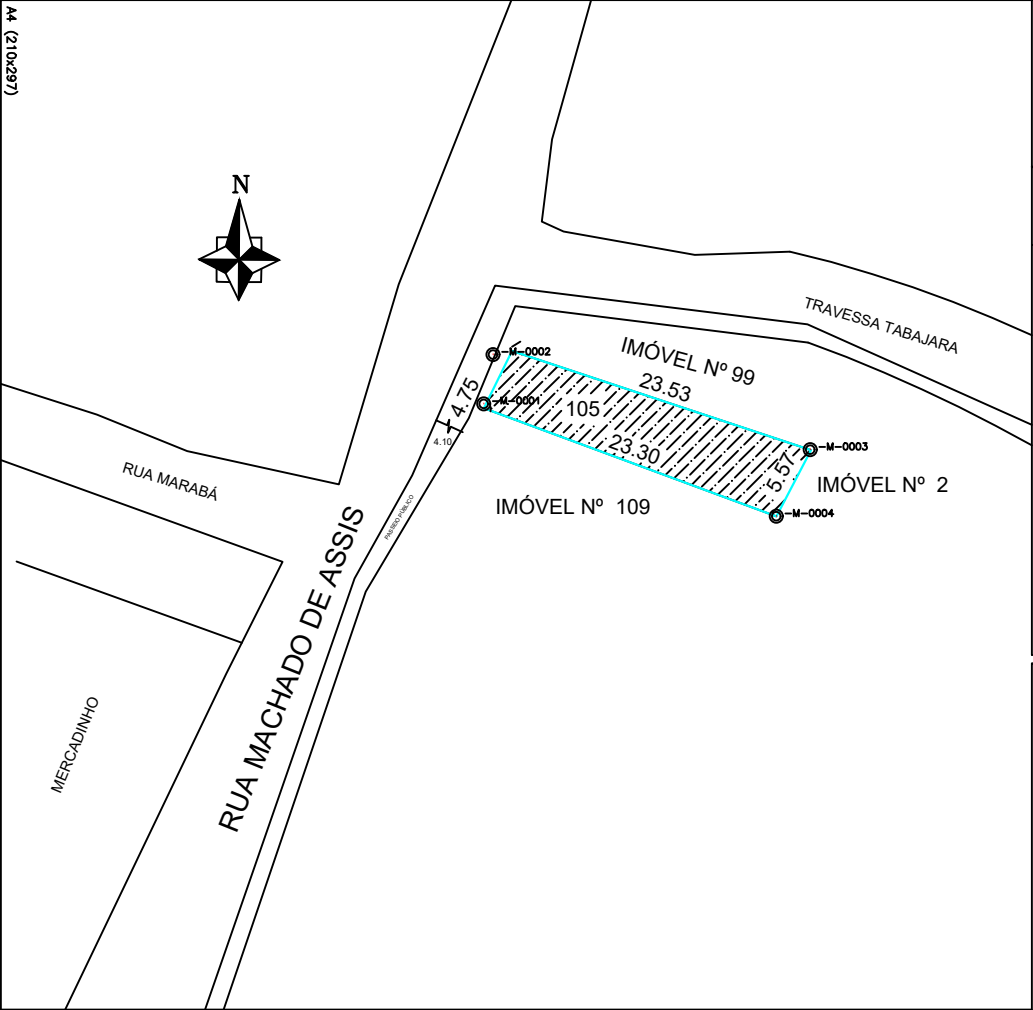 A4 (210x297)
N
TRAVESSA TABAJARA
IMÓVEL Nº 99
M-0002
23.53
4.75
M-0001
105
4.10
23.30
M-0003
5.57
IMÓVEL Nº 2
RUA MARABÁ
IMÓVEL Nº 109
M-0004
PASSEIO PÚBLICO
RUA MACHADO DE ASSIS
MERCADINHO